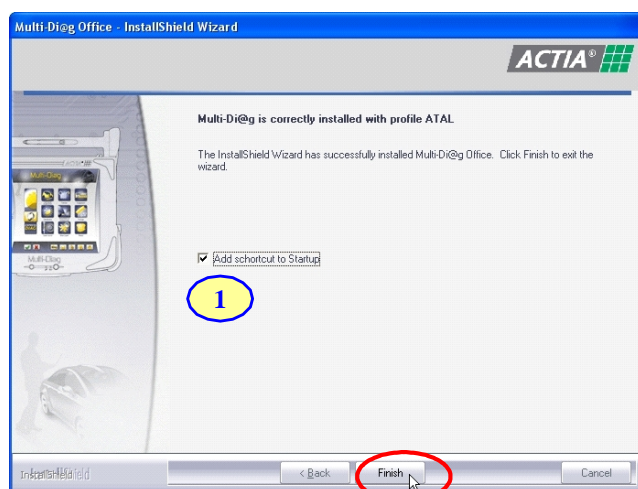 Multi-Di@g Office - InstallShield Wizard
ACTIA®
Multi-Di@g is correctly installed with profile ATAL
The InstallShield Wizard has successfully installed Multi-Di@g Office. Click Finish to exit the
wizard.
Multi-Diag
Add schortcut to Startup
1
InstallShield
< Back
Finish
Cancel